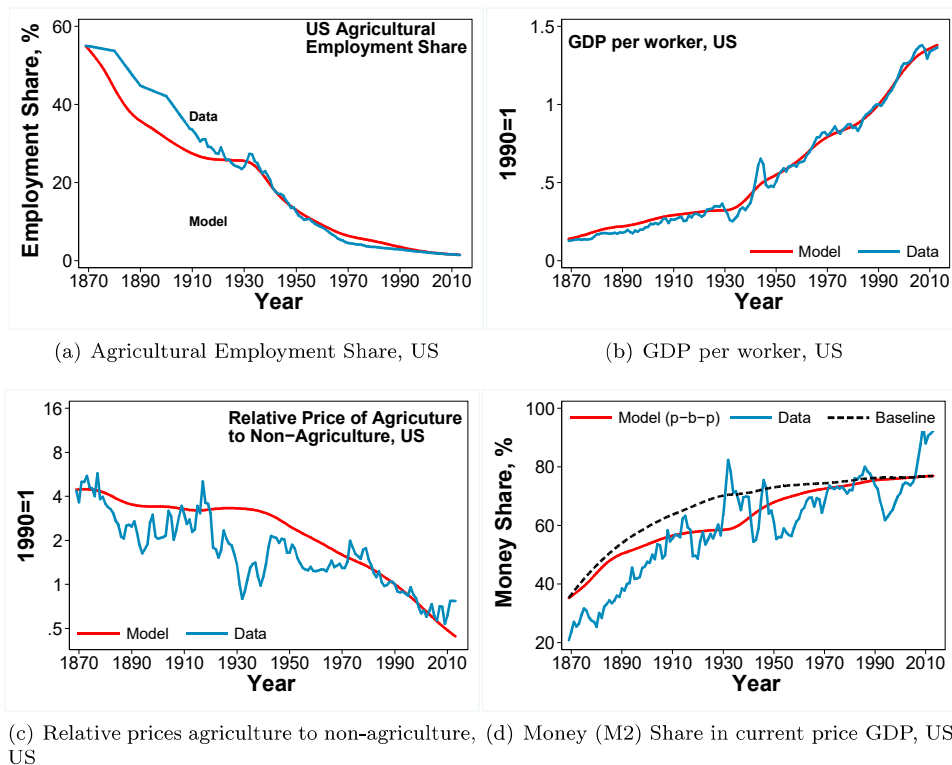 60
40
20
0
Employment Share, %
US Agricultural
Employment Share
Data
Model
1870 1890 1910 1930 1950 1970 1990 2010
Year
(a) Agricultural Employment Share, US
1.5
1
.5
0
1990=1
GDP per worker, US
Model Data
1870 1890 1910 1930 1950 1970 1990 2010
Year
(b) GDP per worker, US
16
8
4
2
1
.5
1990=1
Relative Price of Agricuture
to Non−Agriculture, US
Model Data
1870 1890 1910 1930 1950 1970 1990 2010
Year
(c) Relative prices agriculture to non-agriculture,
US
100
80
60
40
20
Money Share, %
Model (p−b−p) Data Baseline
1870 1890 1910 1930 1950 1970 1990 2010
Year
(d) Money (M2) Share in current price GDP, US